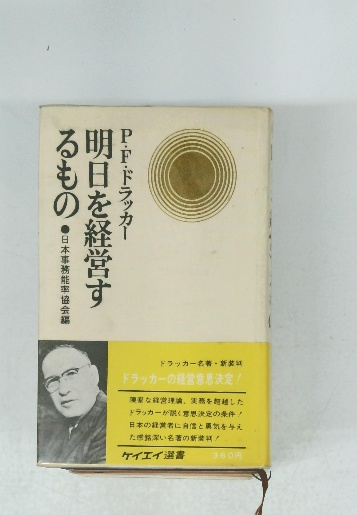 P・F・ドラッカー
明日を経営す
るもの
●日本事務能率協会編
ドラッカー名著・新装判
ドラッカーの経営意思決定!
陳腐な経営理論、実務を超越した
ドラッカーが説く意思決定の条件!
日本の経営者に自信と勇気を与え
た感銘深い名著の新装判!
ケイエイ選書
360円